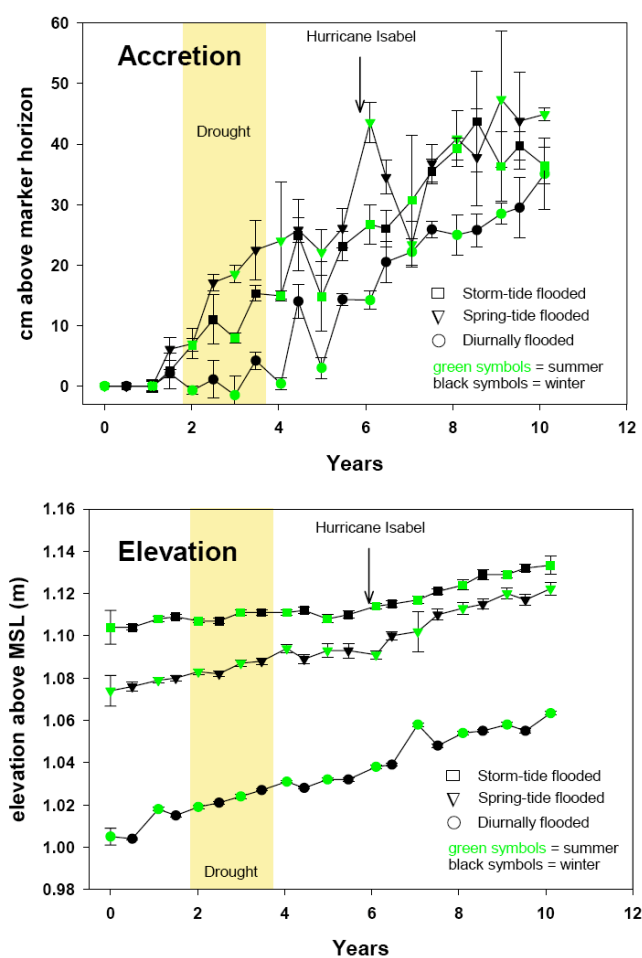 60
50
40
30
20
10
0
cm above marker horizon
Accretion
Hurricane Isabel
Drought
Storm-tide flooded
Spring-tide flooded
Diurnally flooded
green symbols = summer
black symbols = winter
0 2 4 6 8 10 12
Years
1.16
1.14
1.12
1.10
1.08
1.06
1.04
1.02
1.00
0.98
elevation above MSL (m)
Elevation
Hurricane Isabel
Storm-tide flooded
Spring-tide flooded
Diurnally flooded
green symbols = summer
black symbols = winter
Drought
0 2 4 6 8 10 12
Years